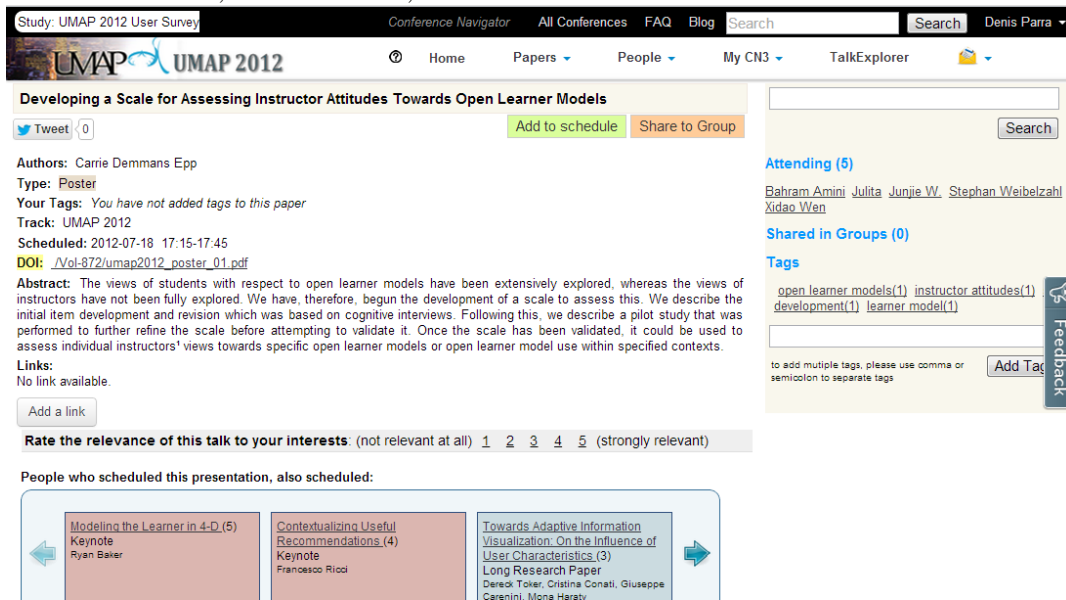 Study: UMAP 2012 User Survey
Conference Navigator All Conferences FAQ Blog Search Search Denis Parra
UMAP UMAP 2012
Home Papers People My CN3 TalkExplorer
Developing a Scale for Assessing Instructor Attitudes Towards Open Learner Models
Tweet 0
Add to schedule Share to Group
Authors: Carrie Demmans Epp
Type: Poster
Your Tags: You have not added tags to this paper
Track: UMAP 2012
Scheduled: 2012-07-18 17:15-17:45
DOI: /Vol-872/umap2012_poster_01.pdf
Abstract: The views of students with respect to open learner models have been extensively explored, whereas the views of
instructors have not been fully explored. We have, therefore, begun the development of a scale to assess this. We describe the
initial item development and revision which was based on cognitive interviews. Following this, we describe a pilot study that was
performed to further refine the scale before attempting to validate it. Once the scale has been validated, it could be used to
assess individual instructors¹ views towards specific open learner models or open learner model use within specified contexts.
Links:
No link available.
Add a link
Rate the relevance of this talk to your interests: (not relevant at all) 1 2 3 4 5 (strongly relevant)
People who scheduled this presentation, also scheduled:
Modeling the Learner in 4-D (5)
Keynote
Ryan Baker
Contextualizing Useful
Recommendations (4)
Keynote
Francesco Ricci
Towards Adaptive Information
Visualization: On the Influence of
User Characteristics (3)
Long Research Paper
Dereck Toker, Cristina Conati, Giuseppe
Carenini, Mona Haraty
Search
Attending (5)
Bahram Amini Julita Junjie W. Stephan Weibelzahl
Xidao Wen
Shared in Groups (0)
Tags
open learner models(1) instructor attitudes(1)
development(1) learner model(1)
to add mutiple tags, please use comma or
semicolon to separate tags
Add Tag
Feedback